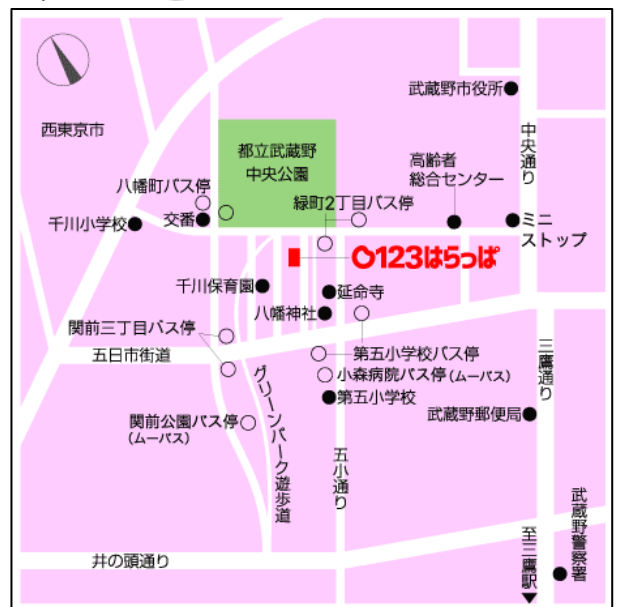 武蔵野市役所
西東京市
都立武蔵野
中央公園
中央通り
高齢者
総合センター
八幡町バス停
緑町2丁目バス停
千川小学校
交番
ミニ
ストップ
0123はらっぱ
千川保育園
延命寺
八幡神社
関前三丁目バス停
五日市街道
第五小学校バス停
小森病院バス停(ムーバス)
三鷹通り
グリーンパーク遊歩道
第五小学校
武蔵野郵便局
関前公園バス停
(ムーバス)
五小通り
井の頭通り
至三鷹駅
武蔵野警察署